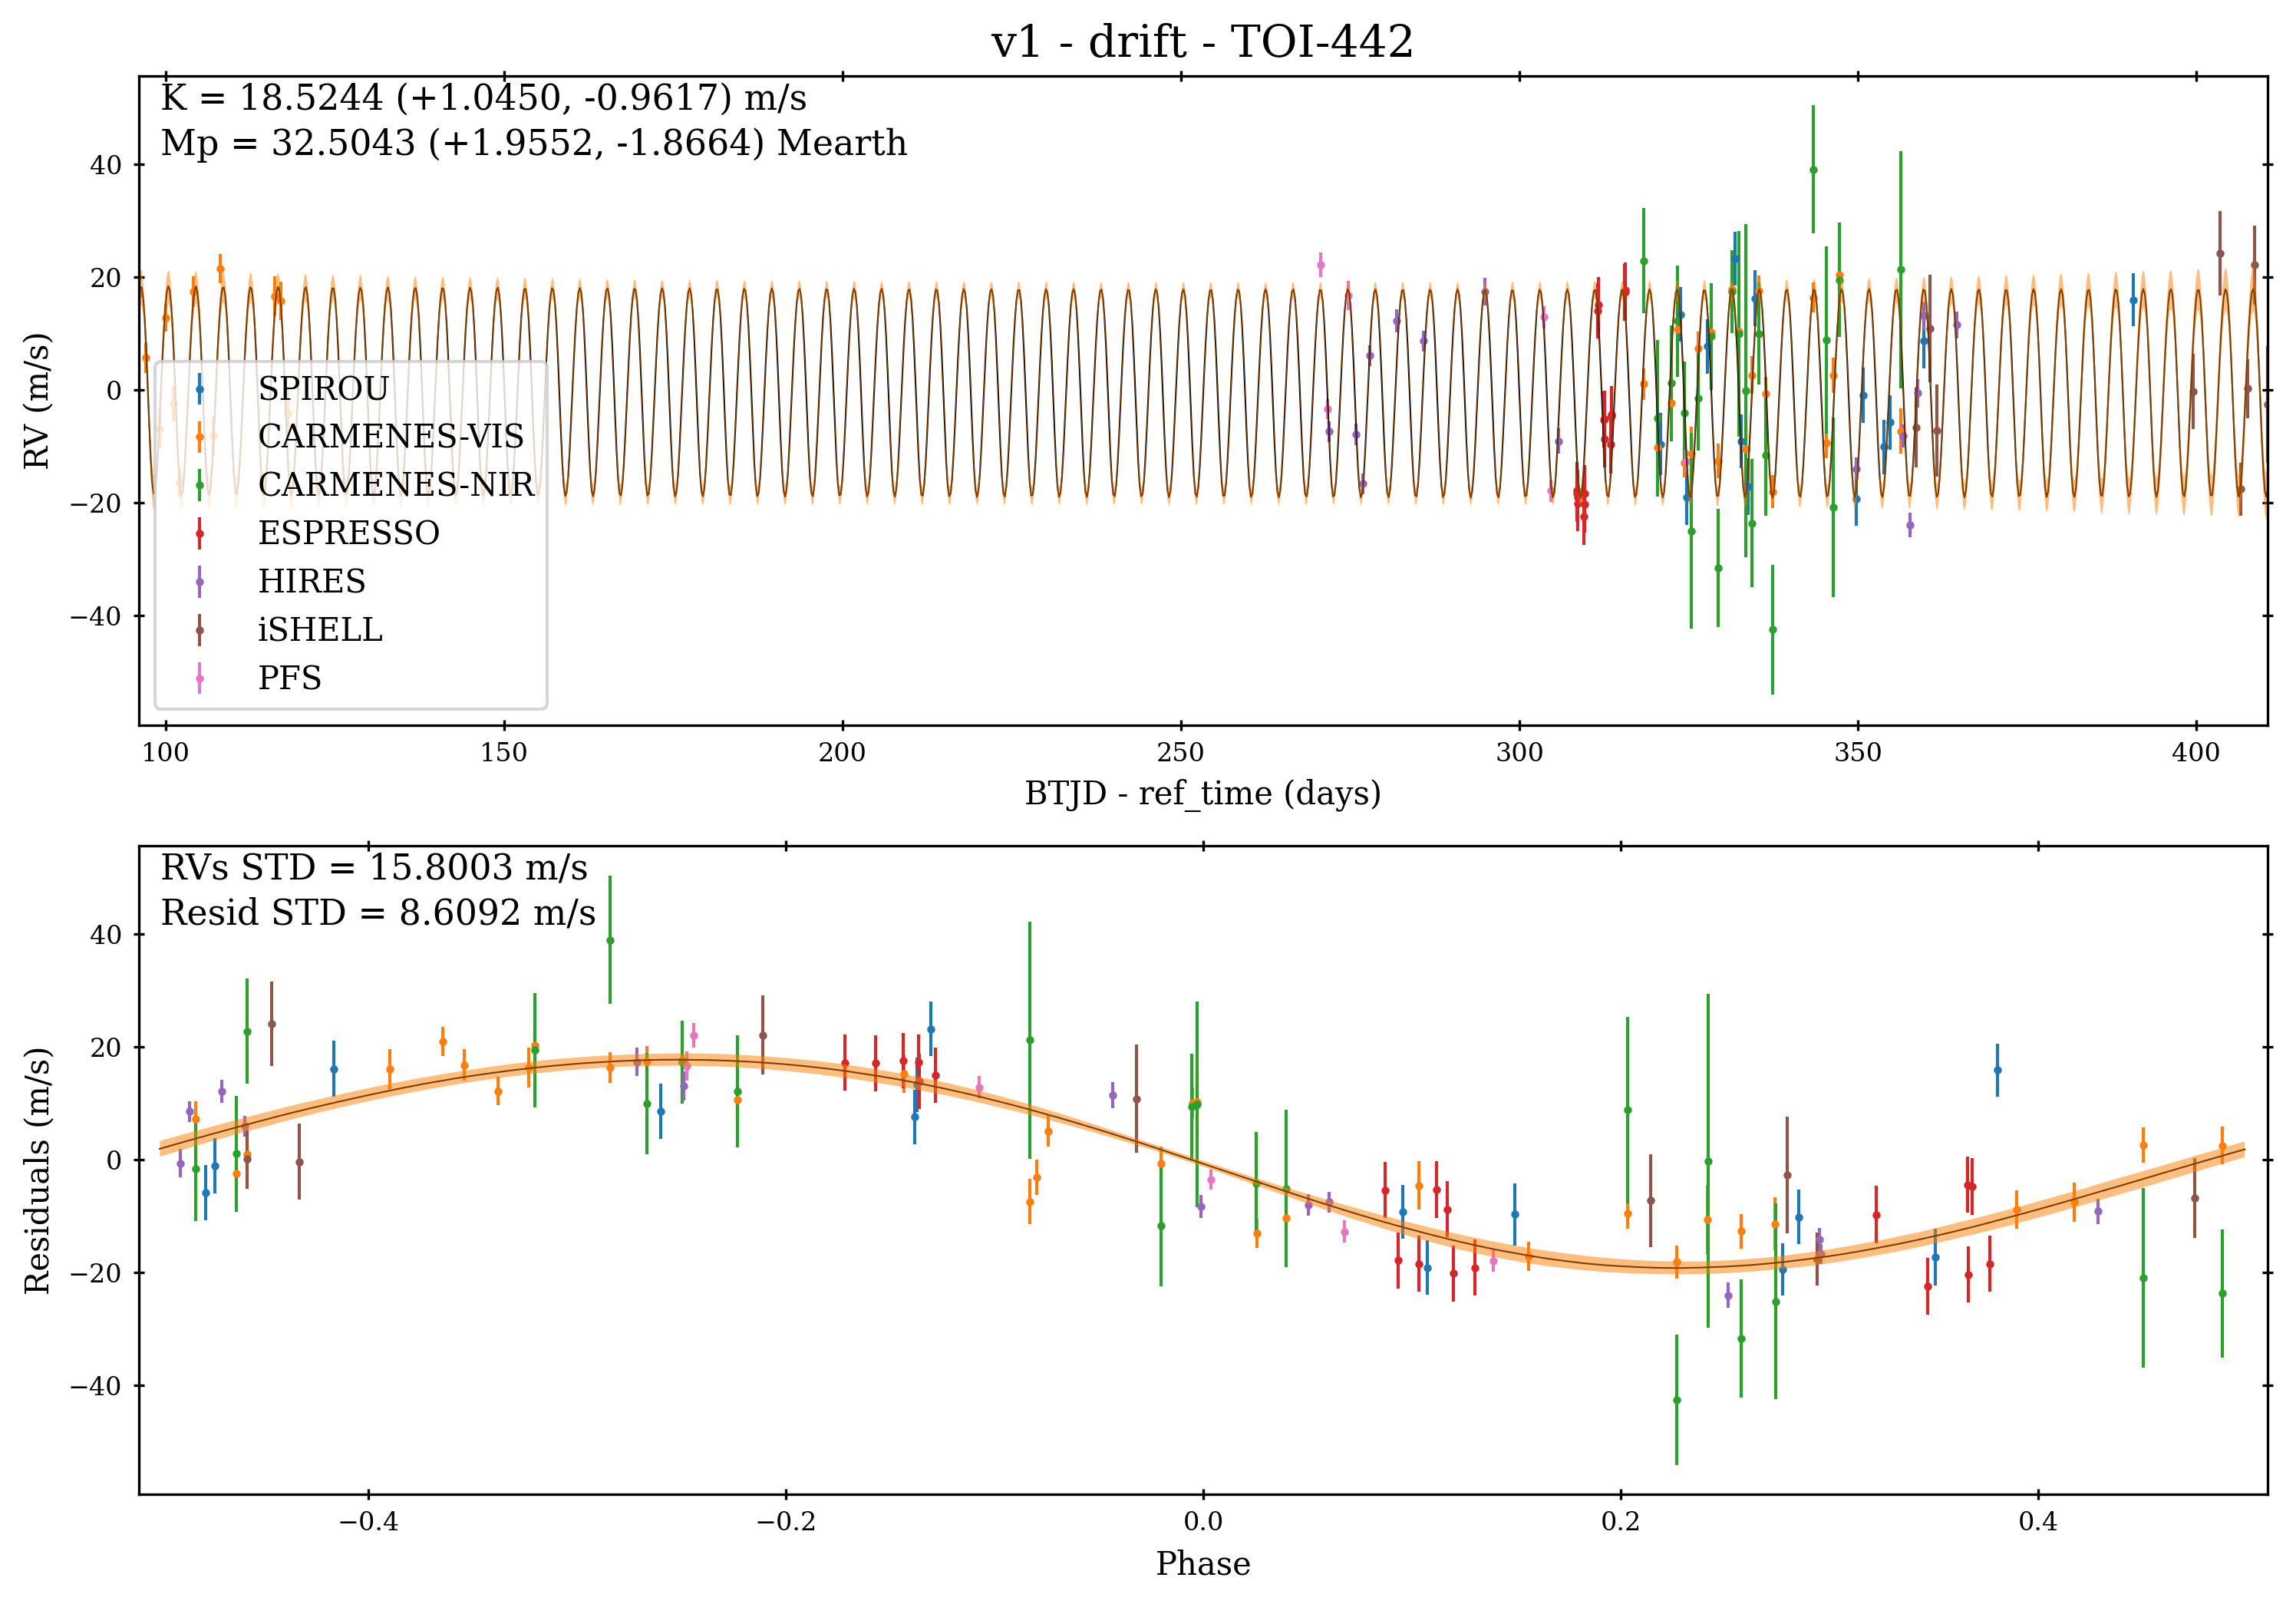 v1 - drift - TOI-442
K = 18.5244 (+1.0450, -0.9617) m/s
Mp = 32.5043 (+1.9552, -1.8664) Mearth
RV (m/s)
40
20
0
−20
−40
SPIROU
CARMENES-VIS
CARMENES-NIR
ESPRESSO
HIRES
iSHELL
PFS
100 150 200 250 300 350 400
BTJD - ref_time (days)
RVs STD = 15.8003 m/s
Resid STD = 8.6092 m/s
Residuals (m/s)
40
20
0
−20
−40
−0.4 −0.2 0.0 0.2 0.4
Phase